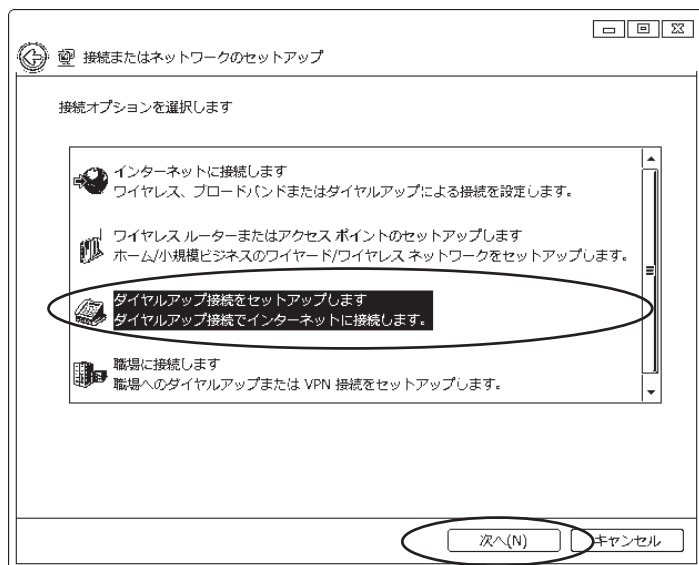 接続またはネットワークのセットアップ
接続オプションを選択します
インターネットに接続します
ワイヤレス、ブロードバンドまたはダイヤルアップによる接続を設定します。
ワイヤレス ルーターまたはアクセス ポイントのセットアップします
ホーム/小規模ビジネスのワイヤード/ワイヤレス ネットワークをセットアップします。
ダイヤルアップ接続をセットアップします
ダイヤルアップ接続でインターネットに接続します。
職場に接続します
職場へのダイヤルアップまたは VPN 接続をセットアップします。
次へ(N)
キャンセル